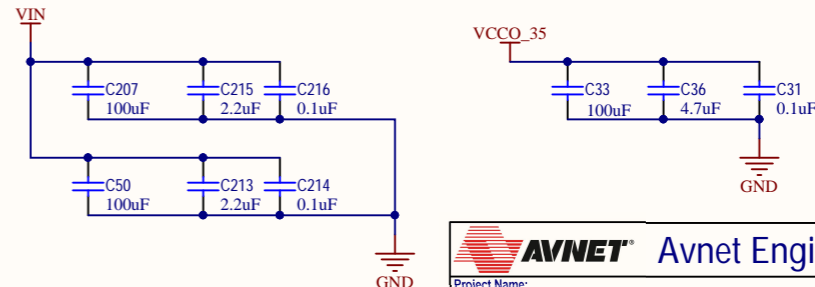 VIN
C207
100uF
C215
2.2uF
C216
0.1uF
C50
100uF
C213
2.2uF
C214
0.1uF
GND
VCCO_35
C33
100uF
C36
4.7uF
C31
0.1uF
GND
AVNET® Avnet Engi
Project Name: